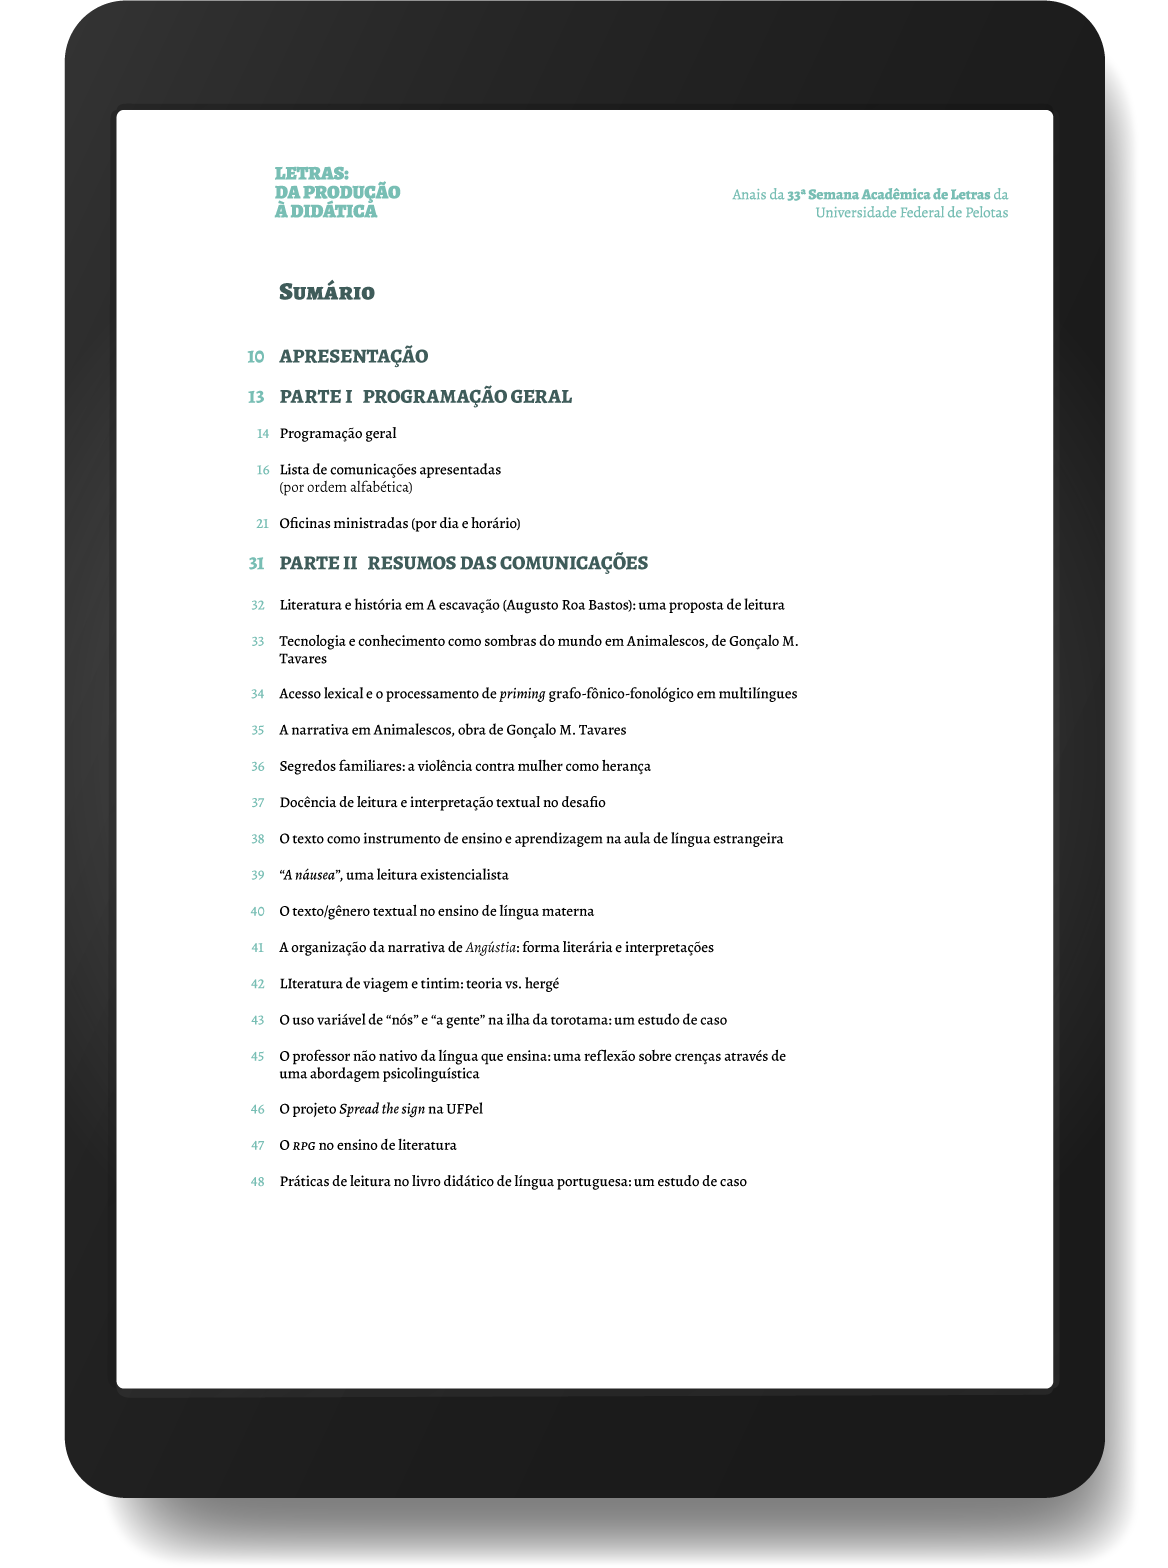 LETRAS:
DA PRODUÇÃO
À DIDÁTICA
Anais da 33ª Semana Acadêmica de Letras da
Universidade Federal de Pelotas
Sumário
10 APRESENTAÇÃO
13 PARTE I PROGRAMAÇÃO GERAL
14 Programação geral
16 Lista de comunicações apresentadas
(por ordem alfabética)
21 Oficinas ministradas (por dia e horário)
31 PARTE II RESUMOS DAS COMUNICAÇÕES
32 Literatura e história em A escavação (Augusto Roa Bastos): uma proposta de leitura
33 Tecnologia e conhecimento como sombras do mundo em Animalescos, de Gonçalo M.
Tavares
34 Acesso lexical e o processamento de priming grafo-fônico-fonológico em multilíngues
35 A narrativa em Animalescos, obra de Gonçalo M. Tavares
36 Segredos familiares: a violência contra mulher como herança
37 Docência de leitura e interpretação textual no desafio
38 O texto como instrumento de ensino e aprendizagem na aula de língua estrangeira
39 “A náusea”, uma leitura existencialista
40 O texto/gênero textual no ensino de língua materna
41 A organização da narrativa de Angústia: forma literária e interpretações
42 LIteratura de viagem e tintim: teoria vs. hergé
43 O uso variável de “nós” e “a gente” na ilha da torotama: um estudo de caso
45 O professor não nativo da língua que ensina: uma reflexão sobre crenças através de
uma abordagem psicolinguística
46 O projeto Spread the sign na UFPel
47 O RPG no ensino de literatura
48 Práticas de leitura no livro didático de língua portuguesa: um estudo de caso